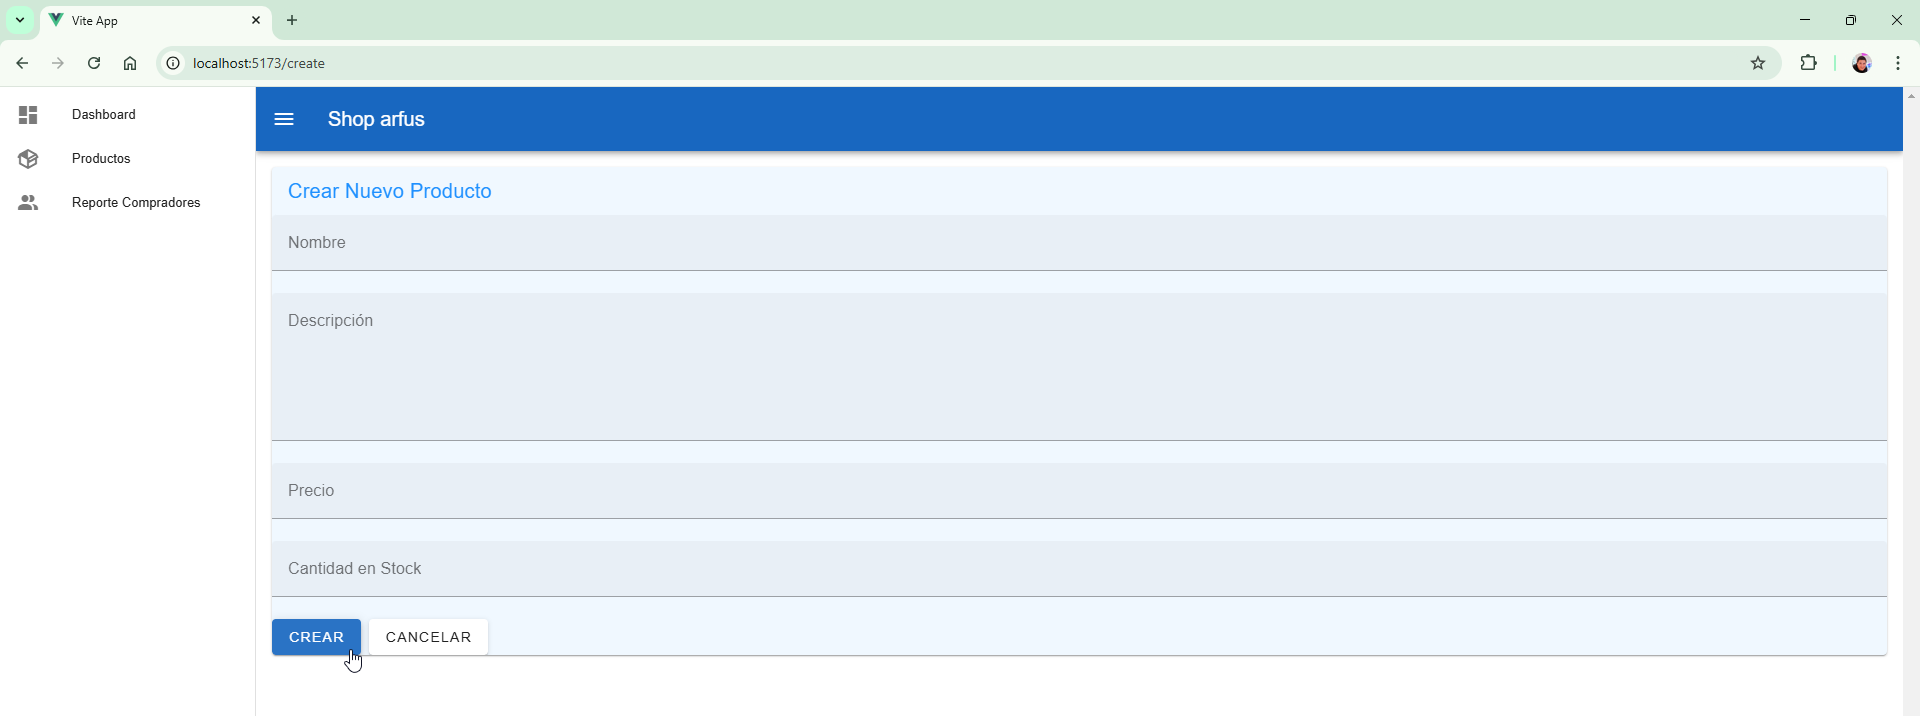 Vite App
localhost:5173/create
Dashboard
Productos
Reporte Compradores
Shop arfus
Crear Nuevo Producto
Nombre
Descripción
Precio
Cantidad en Stock
CREAR CANCELAR